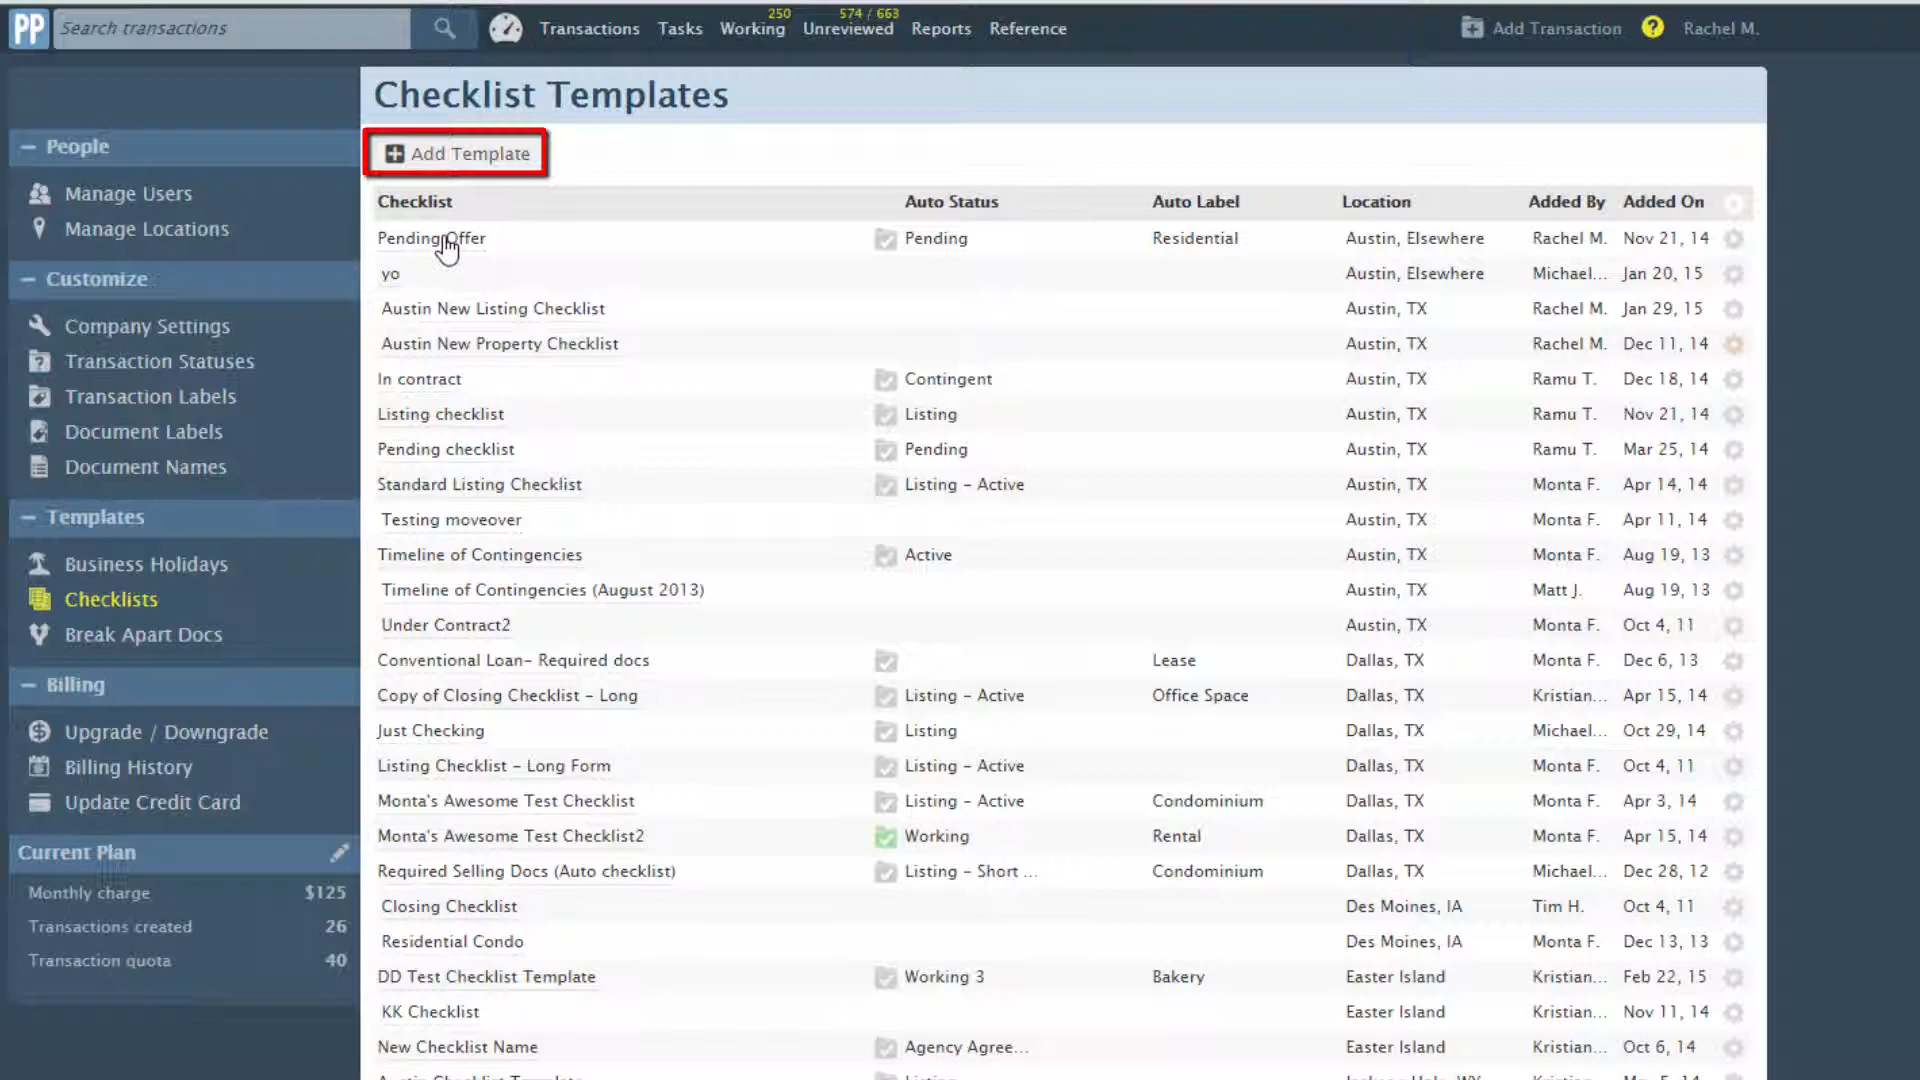 PP Search transactions Transactions Tasks Working 250 Unreviewed 574 / 663 Reports Reference Add Transaction ? Rachel M.
Checklist Templates
Add Template
People
Manage Users
Manage Locations
Customize
Company Settings
Transaction Statuses
Transaction Labels
Document Labels
Document Names
Templates
Business Holidays
Checklists
Break Apart Docs
Billing
Upgrade / Downgrade
Billing History
Update Credit Card
Current Plan
Monthly charge $125
Transactions created 26
Transaction quota 40
Checklist Auto Status Auto Label Location Added By Added On
Pending Offer Pending Residential Austin, Elsewhere Rachel M. Nov 21, 14
yo Austin, Elsewhere Michael... Jan 20, 15
Austin New Listing Checklist Austin, TX Rachel M. Jan 29, 15
Austin New Property Checklist Austin, TX Rachel M. Dec 11, 14
In contract Contingent Austin, TX Ramu T. Dec 18, 14
Listing checklist Listing Austin, TX Ramu T. Nov 21, 14
Pending checklist Pending Austin, TX Ramu T. Mar 25, 14
Standard Listing Checklist Listing - Active Austin, TX Monta F. Apr 14, 14
Testing moveover Austin, TX Monta F. Apr 11, 14
Timeline of Contingencies Active Austin, TX Monta F. Aug 19, 13
Timeline of Contingencies (August 2013) Austin, TX Matt J. Aug 19, 13
Under Contract2 Austin, TX Monta F. Oct 4, 11
Conventional Loan- Required docs Lease Dallas, TX Monta F. Dec 6, 13
Copy of Closing Checklist - Long Listing - Active Office Space Dallas, TX Kristian... Apr 15, 14
Just Checking Listing Dallas, TX Michael... Oct 29, 14
Listing Checklist - Long Form Listing - Active Dallas, TX Monta F. Oct 4, 11
Monta's Awesome Test Checklist Listing - Active Condominium Dallas, TX Monta F. Apr 3, 14
Monta's Awesome Test Checklist2 Working Rental Dallas, TX Monta F. Apr 15, 14
Required Selling Docs (Auto checklist) Listing - Short ... Condominium Dallas, TX Michael... Dec 28, 12
Closing Checklist Des Moines, IA Tim H. Oct 4, 11
Residential Condo Des Moines, IA Monta F. Dec 13, 13
DD Test Checklist Template Working 3 Bakery Easter Island Kristian... Feb 22, 15
KK Checklist Easter Island Kristian... Nov 11, 14
New Checklist Name Agency Agree... Easter Island Kristian... Oct 6, 14